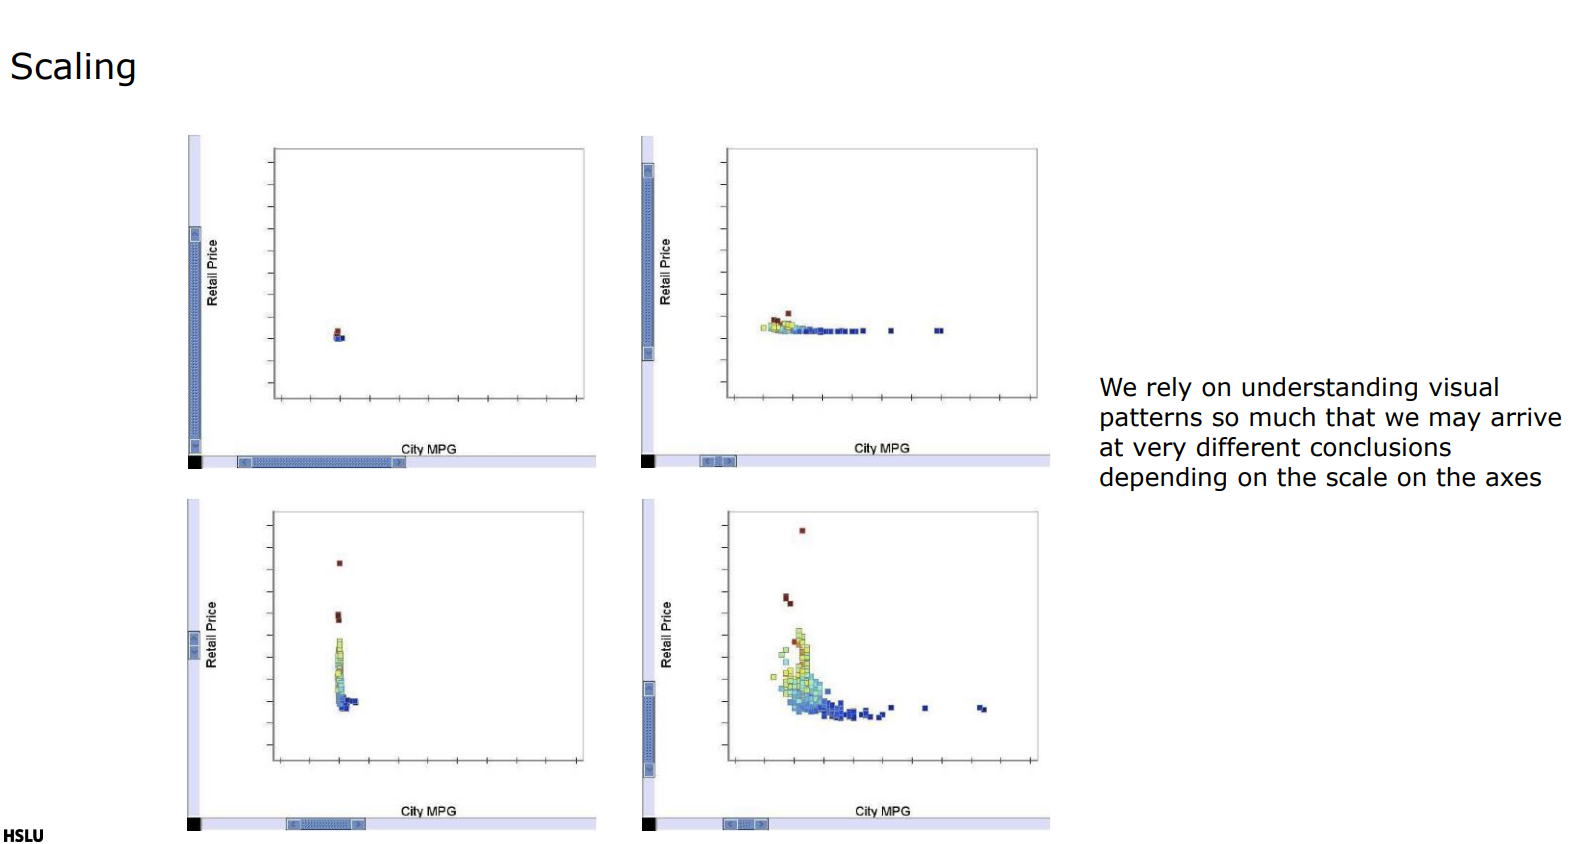 Scaling
Retail Price
City MPG
Retail Price
City MPG
We rely on understanding visual
patterns so much that we may arrive
at very different conclusions
depending on the scale on the axes
Retail Price
City MPG
Retail Price
City MPG
HSLU